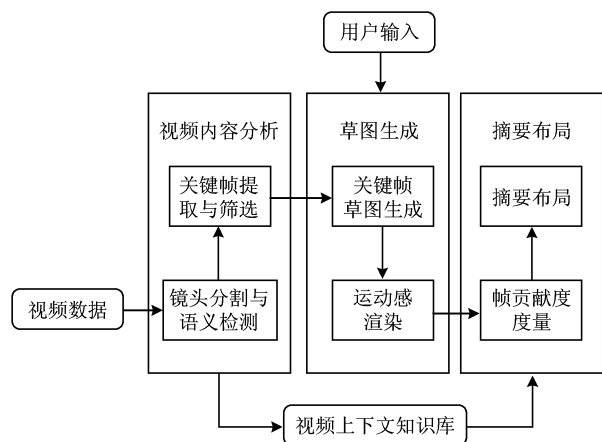 用户输入
视频内容分析
草图生成
摘要布局
关键帧提
取与筛选
关键帧
草图生成
摘要布局
视频数据
镜头分割与
语义检测
运动感
渲染
帧贡献度
度量
视频上下文知识库